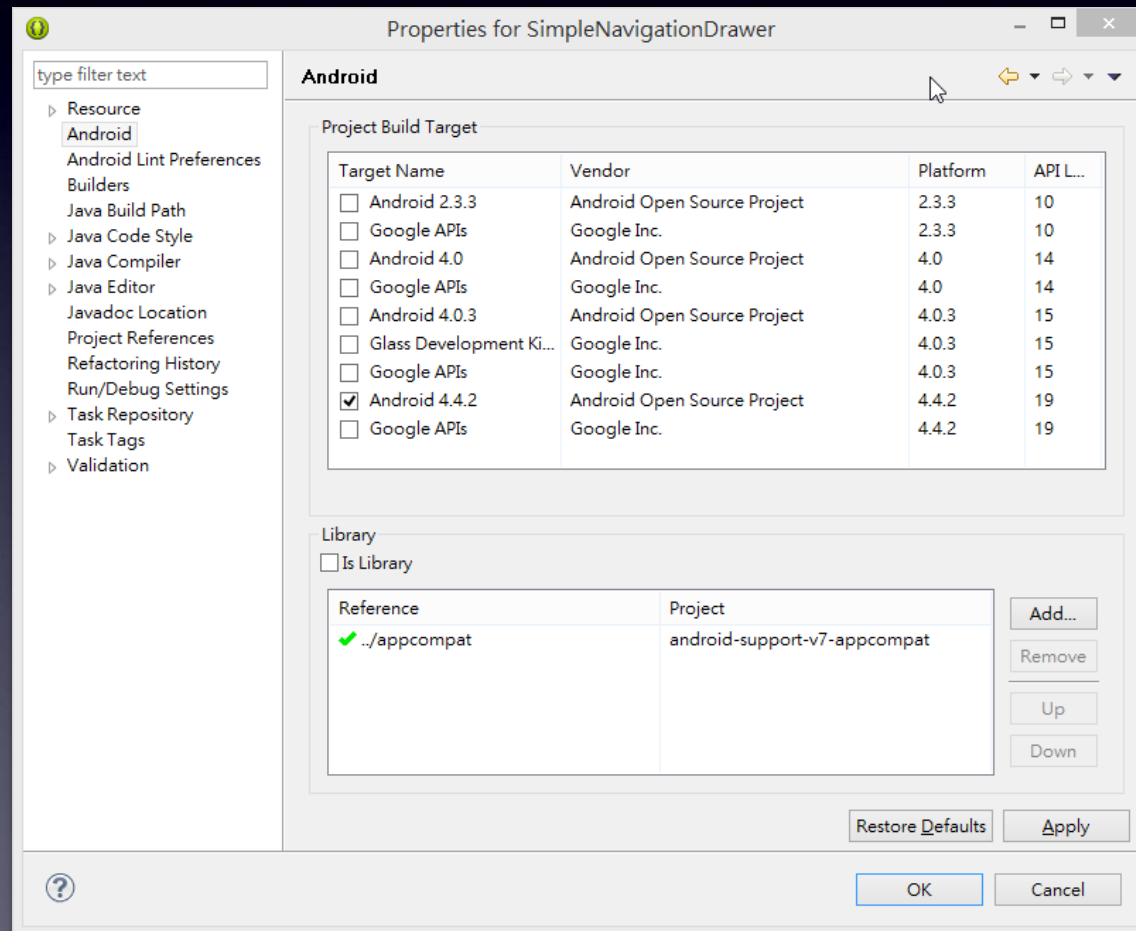 Properties for SimpleNavigationDrawer
type filter text
Resource
Android
Android Lint Preferences
Builders
Java Build Path
Java Code Style
Java Compiler
Java Editor
Javadoc Location
Project References
Refactoring History
Run/Debug Settings
Task Repository
Task Tags
Validation
Android
Project Build Target
Target Name Vendor Platform API L...
Android 2.3.3 Android Open Source Project 2.3.3 10
Google APIs Google Inc. 2.3.3 10
Android 4.0 Android Open Source Project 4.0 14
Google APIs Google Inc. 4.0 14
Android 4.0.3 Android Open Source Project 4.0.3 15
Glass Development Ki... Google Inc. 4.0.3 15
Google APIs Google Inc. 4.0.3 15
Android 4.4.2 Android Open Source Project 4.4.2 19
Google APIs Google Inc. 4.4.2 19
Library
Is Library
Reference Project
../appcompat android-support-v7-appcompat
Add...
Remove
Up
Down
Restore Defaults Apply
? OK Cancel